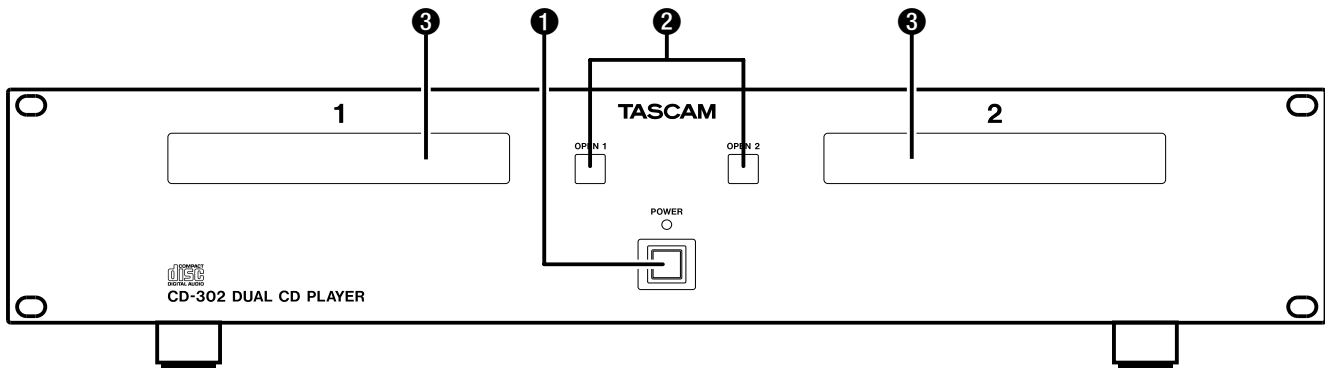 ❸ ❶ ❷ ❸
1 TASCAM 2
OPEN 1 OPEN 2
POWER
COMPACT
disc
DIGITAL AUDIO
CD-302 DUAL CD PLAYER